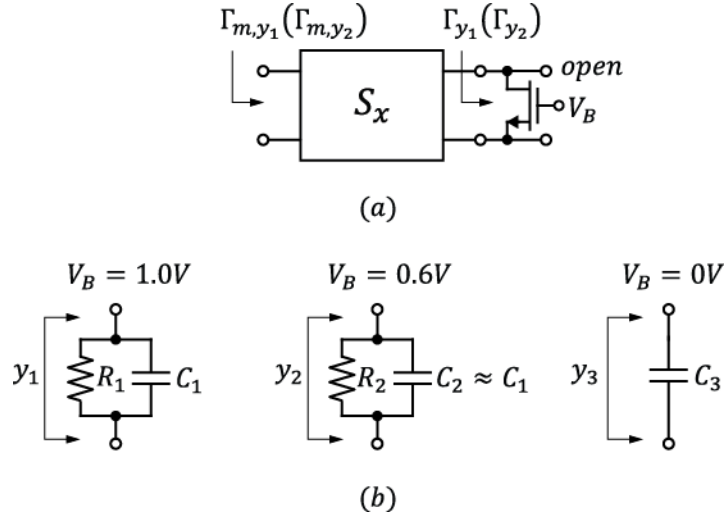 Γm,y1(Γm,y2) Γy1(Γy2)
open
Sx
VB
(a)
VB = 1.0V VB = 0.6V VB = 0V
y1 R1 C1 y2 R2 C2 ≈ C1 y3 C3
(b)